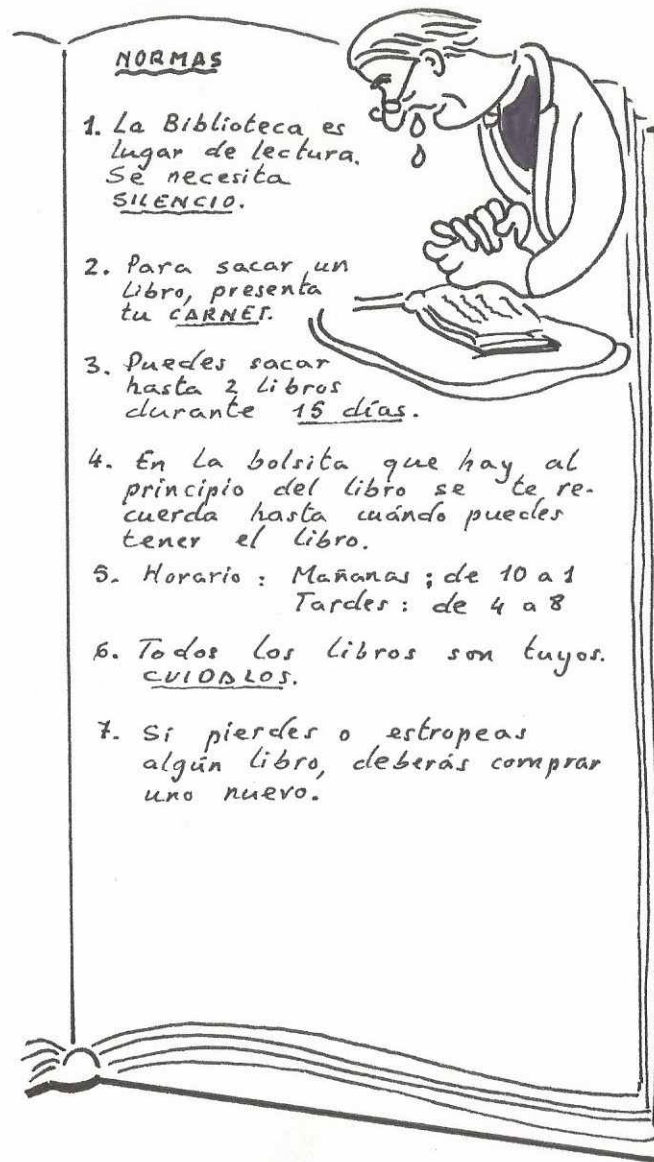 NORMAS
1. La Biblioteca es
lugar de lectura.
Se necesita
SILENCIO.
2. Para sacar un
libro, presenta
tu CARNET.
3. Puedes sacar
hasta 2 libros
durante 15 días.
4. En la bolsita que hay al
principio del libro se te re-
cuerda hasta cuándo puedes
tener el libro.
5. Horario: Mañanas; de 10 a 1
Tardes: de 4 a 8
6. Todos los libros son tuyos.
CUIDALOS.
7. Si pierdes o estropeas
algún libro, deberás comprar
uno nuevo.